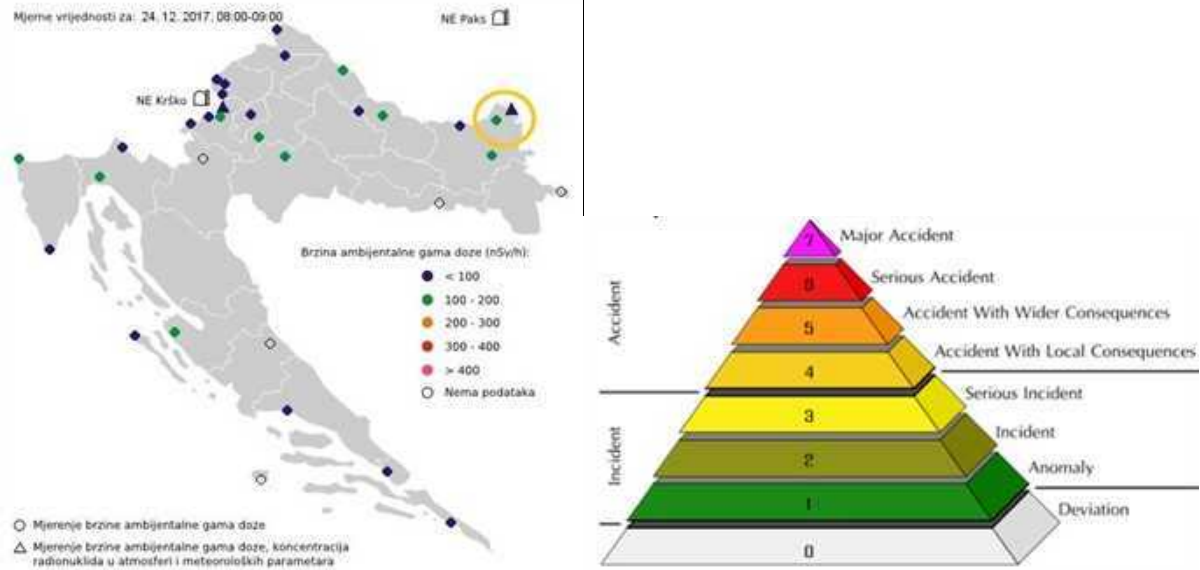 Mjerne vrijednosti za: 24. 12. 2017, 08:00-09:00
NE Paks
NE Krško
Brzina ambijentalne gama doze (nSv/h):
< 100
100 - 200
200 - 300
300 - 400
> 400
Nema podataka
Mjerenje brzine ambijentalne gama doze
Mjerenje brzine ambijentalne gama doze, koncentracija
radionuklida u atmosferi i meteoroloških parametara
7
Major Accident
6
Serious Accident
5
Accident With Wider Consequences
4
Accident With Local Consequences
3
Serious Incident
2
Incident
1
Anomaly
0
Deviation
Accident
Incident